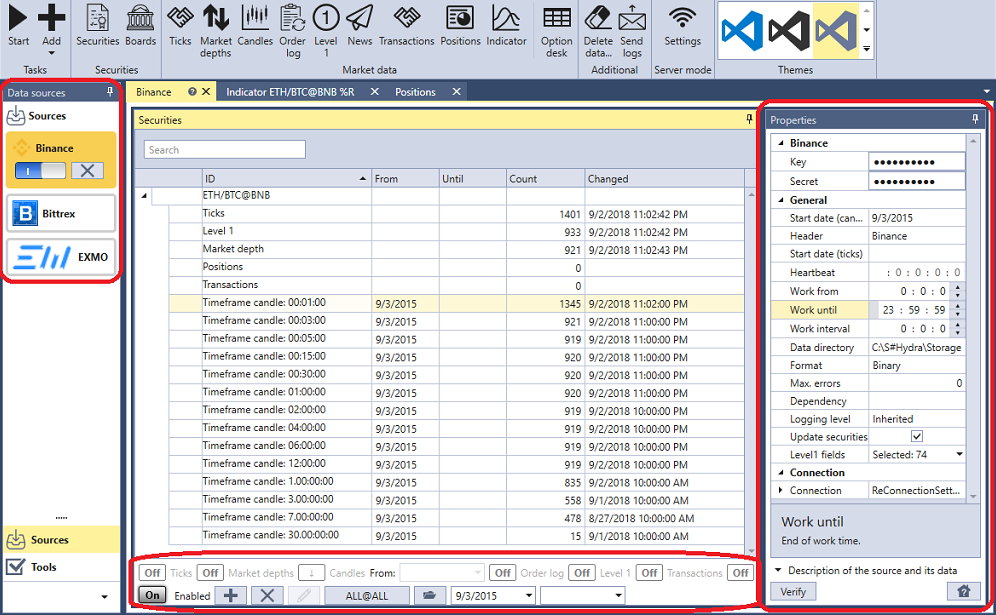 Start Add Securities Boards Ticks Market depths Candles Order log Level 1 News Transactions Positions Indicator Option desk Delete data... Send logs Settings
Tasks Securities Market data Additional Server mode Themes
Data sources
Sources
Binance
Bittrex
EXMO
Sources
Tools
Binance Indicator ETH/BTC@BNB %R Positions
Securities
Search
ID From Until Count Changed
ETH/BTC@BNB
Ticks 1401 9/2/2018 11:02:42 PM
Level 1 933 9/2/2018 11:02:42 PM
Market depth 921 9/2/2018 11:02:43 PM
Positions 0
Transactions 0
Timeframe candle: 00:01:00 9/3/2015 1345 9/2/2018 11:02:00 PM
Timeframe candle: 00:03:00 9/3/2015 921 9/2/2018 11:00:00 PM
Timeframe candle: 00:05:00 9/3/2015 919 9/2/2018 11:00:00 PM
Timeframe candle: 00:15:00 9/3/2015 920 9/2/2018 11:00:00 PM
Timeframe candle: 00:30:00 9/3/2015 920 9/2/2018 11:00:00 PM
Timeframe candle: 01:00:00 9/3/2015 920 9/2/2018 11:00:00 PM
Timeframe candle: 02:00:00 9/3/2015 919 9/2/2018 10:00:00 PM
Timeframe candle: 04:00:00 9/3/2015 919 9/2/2018 10:00:00 PM
Timeframe candle: 06:00:00 9/3/2015 919 9/2/2018 10:00:00 PM
Timeframe candle: 12:00:00 9/3/2015 919 9/2/2018 10:00:00 PM
Timeframe candle: 1.00:00:00 9/3/2015 835 9/2/2018 10:00:00 AM
Timeframe candle: 3.00:00:00 9/3/2015 558 9/1/2018 10:00:00 AM
Timeframe candle: 7.00:00:00 9/3/2015 478 8/27/2018 10:00:00 AM
Timeframe candle: 30.00:00:00 9/3/2015 15 9/1/2018 10:00:00 AM
Off Ticks Off Market depths ↓ Candles From: Off Order log Off Level 1 Off Transactions Off
On Enabled ALL@ALL 9/3/2015
Properties
Binance
Key ●●●●●●●●●●
Secret ●●●●●●●●●●
General
Start date (can... 9/3/2015
Header Binance
Start date (ticks)
Heartbeat : 0 : 0 : 0 : 0
Work from 0 : 0 : 0
Work until 23 : 59 : 59
Work interval 0 : 0 : 0
Data directory C:\S#Hydra\Storage
Format Binary
Max. errors 0
Dependency
Logging level Inherited
Update securities
Level1 fields Selected: 74
Connection
Connection ReConnectionSett...
Work until
End of work time.
Description of the source and its data
Verify